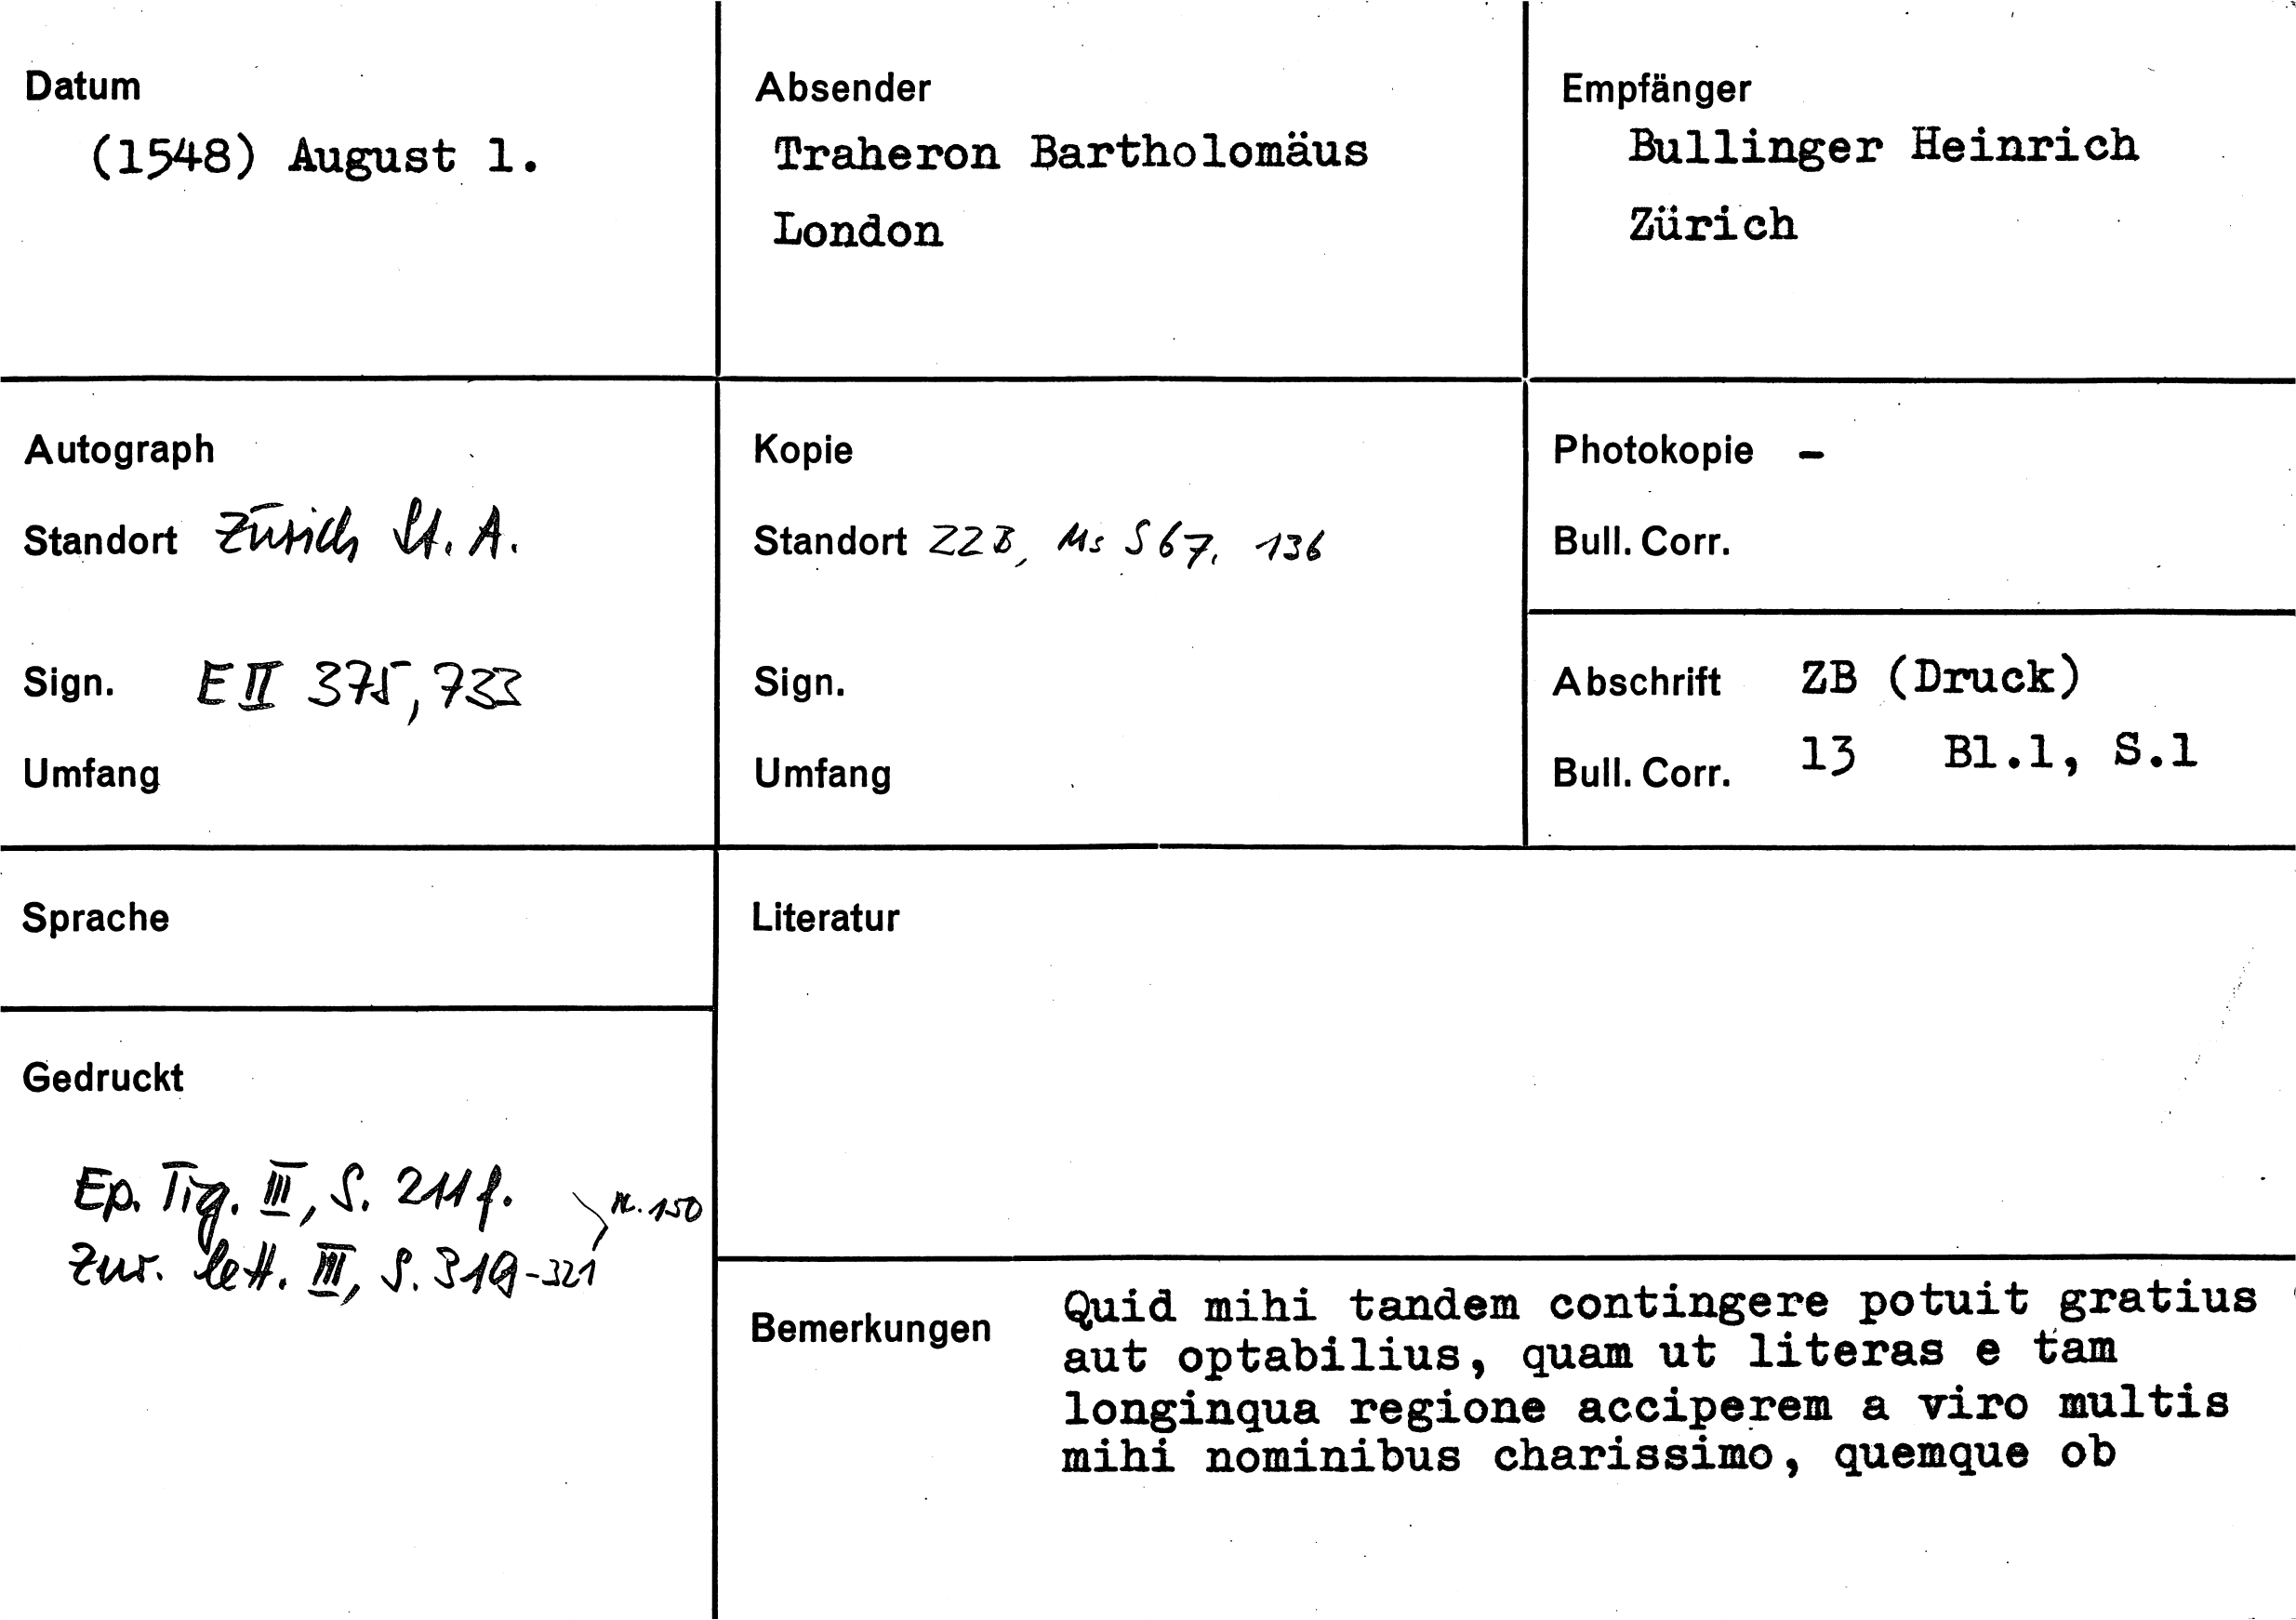 Datum
(1548) August 1.
Absender
Traheron Bartholomäus
London
Empfänger
Bullinger Heinrich
Zürich
Autograph
Standort Zürich St. A.
Sign. E II 375, 733
Umfang
Kopie
Standort ZZB, Ms S 67, 136
Sign.
Umfang
Photokopie -
Bull. Corr.
Abschrift ZB (Druck)
Bull. Corr. 13 Bl.1, S.1
Sprache
Literatur
Gedruckt
Ep. Tig. III, S. 211 f.
Zur. lett. III, S. 319-321
n. 150
Bemerkungen
Quid mihi tandem contingere potuit gratius
aut optabilius, quam ut literas e tam
longinqua regione acciperem a viro multis
mihi nominibus charissimo, quemque ob